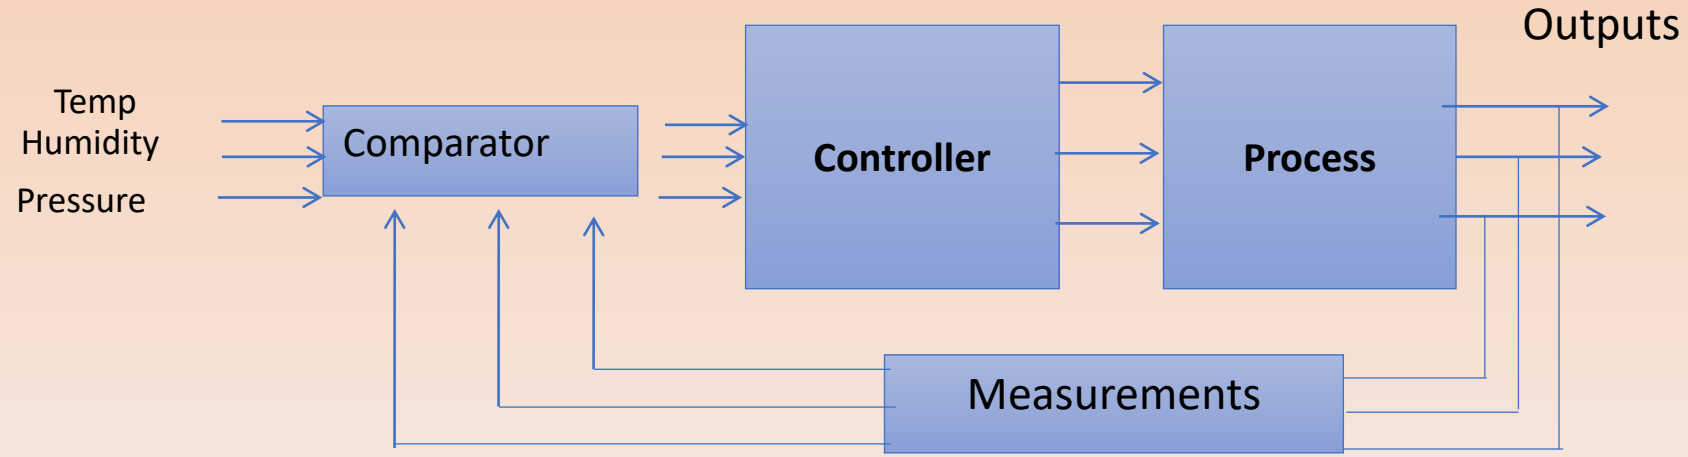 Outputs
Temp
Humidity
Pressure
Comparator
Controller
Process
Measurements